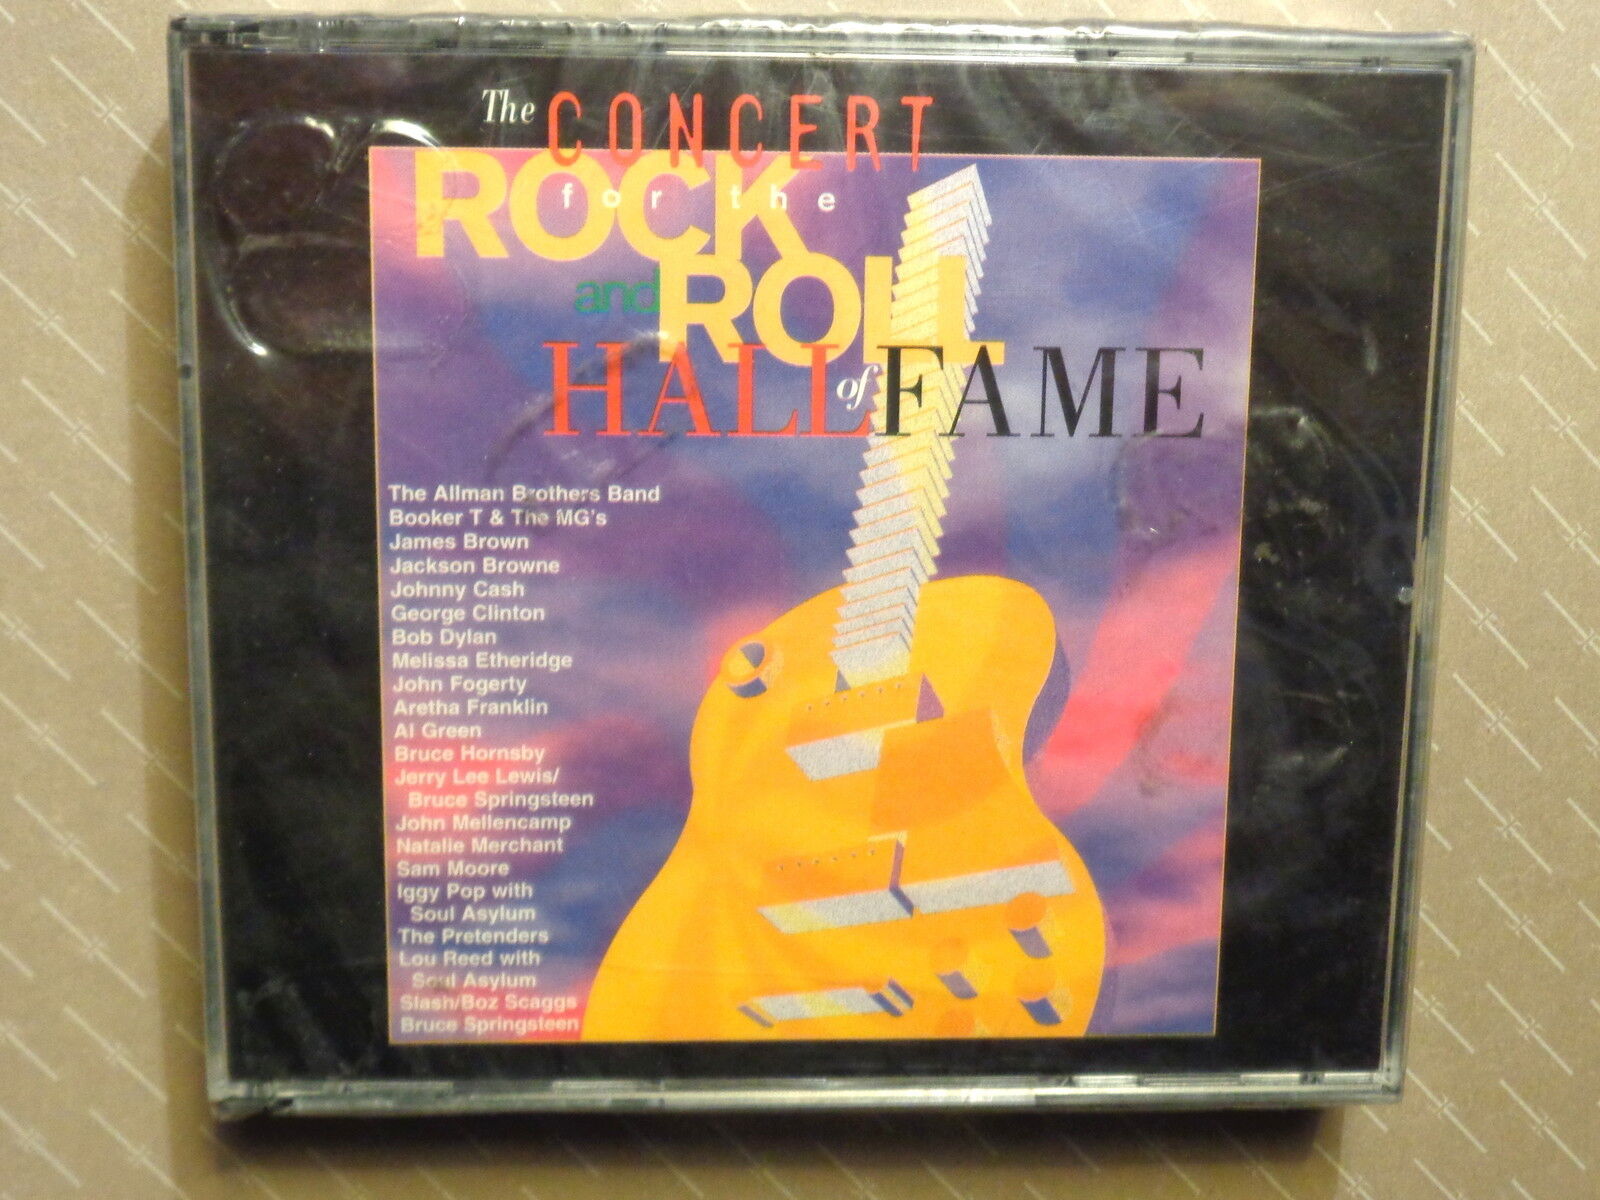 The CONCERT
for the
ROCK
and ROLL
HALL of FAME
The Allman Brothers Band
Booker T & The MG's
James Brown
Jackson Browne
Johnny Cash
George Clinton
Bob Dylan
Melissa Etheridge
John Fogerty
Aretha Franklin
Al Green
Bruce Hornsby
Jerry Lee Lewis/
Bruce Springsteen
John Mellencamp
Natalie Merchant
Sam Moore
Iggy Pop with
Soul Asylum
The Pretenders
Lou Reed with
Soul Asylum
Slash/Boz Scaggs
Bruce Springsteen